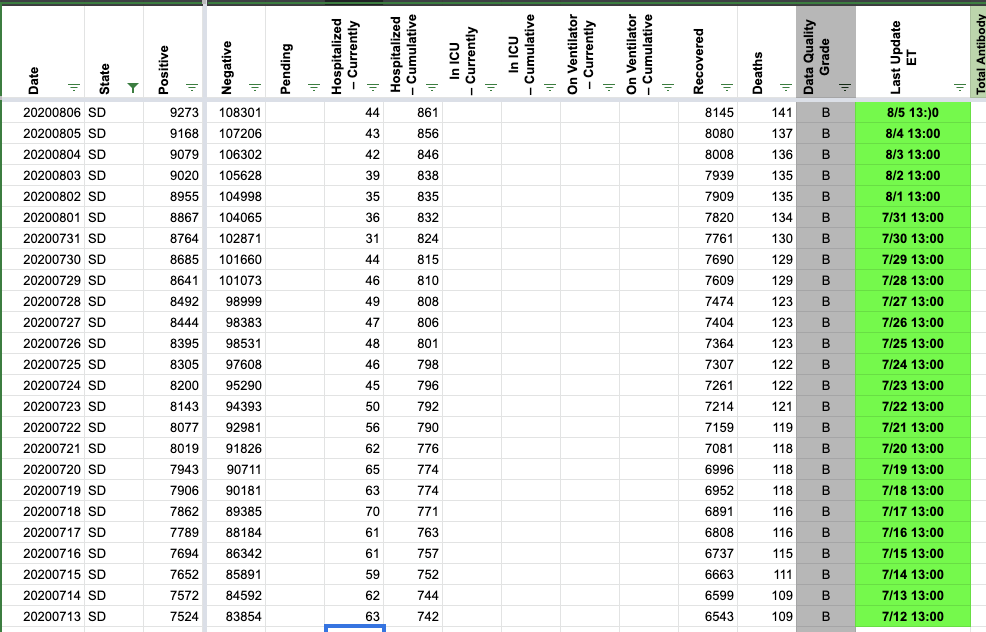 Date State Positive Negative Pending Hospitalized – Currently Hospitalized – Cumulative In ICU – Currently In ICU – Cumulative On Ventilator – Currently On Ventilator – Cumulative Recovered Deaths Data Quality Grade Last Update ET Total Antibody
20200806 SD 9273 108301 44 861 8145 141 B 8/5 13:)0
20200805 SD 9168 107206 43 856 8080 137 B 8/4 13:00
20200804 SD 9079 106302 42 846 8008 136 B 8/3 13:00
20200803 SD 9020 105628 39 838 7939 135 B 8/2 13:00
20200802 SD 8955 104998 35 835 7909 135 B 8/1 13:00
20200801 SD 8867 104065 36 832 7820 134 B 7/31 13:00
20200731 SD 8764 102871 31 824 7761 130 B 7/30 13:00
20200730 SD 8685 101660 44 815 7690 129 B 7/29 13:00
20200729 SD 8641 101073 46 810 7609 129 B 7/28 13:00
20200728 SD 8492 98999 49 808 7474 123 B 7/27 13:00
20200727 SD 8444 98383 47 806 7404 123 B 7/26 13:00
20200726 SD 8395 98531 48 801 7364 123 B 7/25 13:00
20200725 SD 8305 97608 46 798 7307 122 B 7/24 13:00
20200724 SD 8200 95290 45 796 7261 122 B 7/23 13:00
20200723 SD 8143 94393 50 792 7214 121 B 7/22 13:00
20200722 SD 8077 92981 56 790 7159 119 B 7/21 13:00
20200721 SD 8019 91826 62 776 7081 118 B 7/20 13:00
20200720 SD 7943 90711 65 774 6996 118 B 7/19 13:00
20200719 SD 7906 90181 63 774 6952 118 B 7/18 13:00
20200718 SD 7862 89385 70 771 6891 116 B 7/17 13:00
20200717 SD 7789 88184 61 763 6808 116 B 7/16 13:00
20200716 SD 7694 86342 61 757 6737 115 B 7/15 13:00
20200715 SD 7652 85891 59 752 6663 111 B 7/14 13:00
20200714 SD 7572 84592 62 744 6599 109 B 7/13 13:00
20200713 SD 7524 83854 63 742 6543 109 B 7/12 13:00